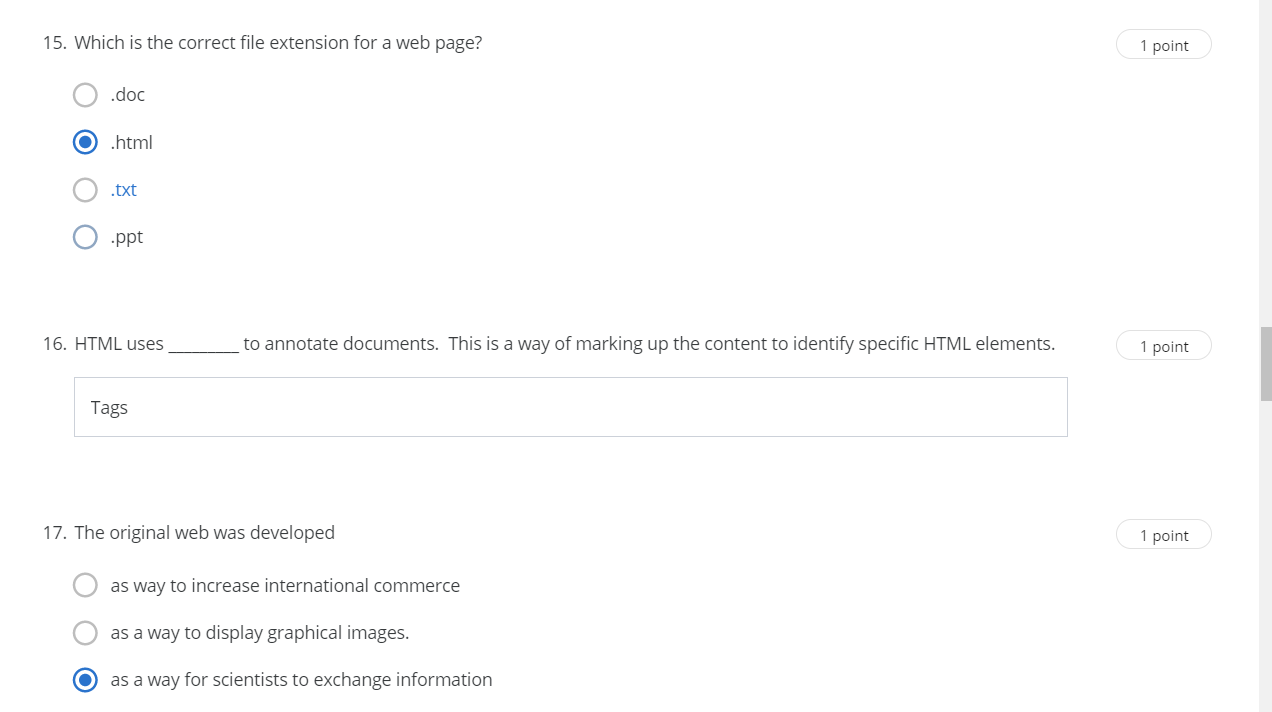 15. Which is the correct file extension for a web page?
1 point
.doc
.html
.txt
.ppt
16. HTML uses _________ to annotate documents.  This is a way of marking up the content to identify specific HTML elements.
1 point
Tags
17. The original web was developed
1 point
as way to increase international commerce
as a way to display graphical images.
as a way for scientists to exchange information